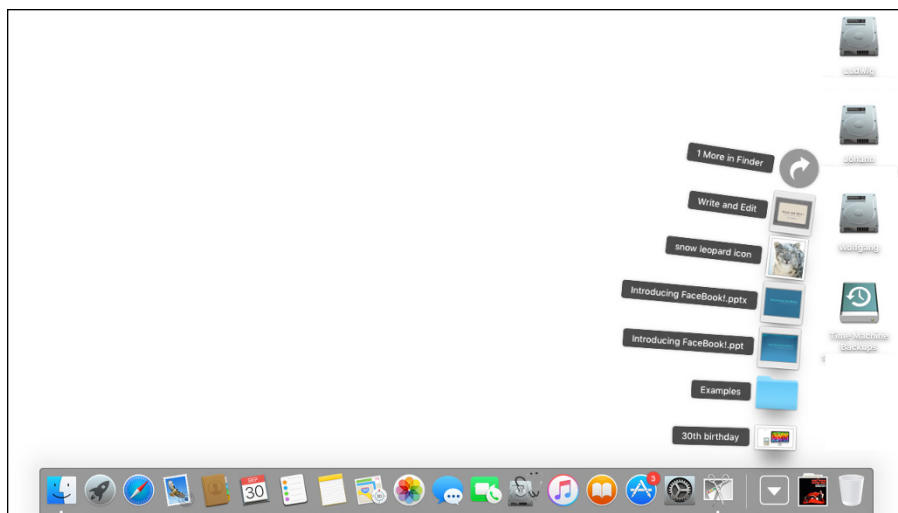 Ludwig
Johann
1 More in Finder
Write and Edit
Wolfgang
snow leopard icon
Introducing FaceBook!.pptx
Time Machine
Backups
Introducing FaceBook!.ppt
Examples
30th birthday
SEP
30
3